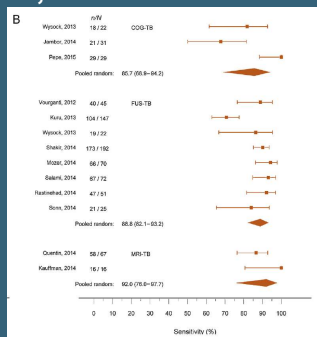 B
n/N
Wysock, 2013 18 / 22 COG-TB
Jambor, 2014 21 / 31
Pepe, 2015 29 / 29
Pooled random: 85.7 (68.9–94.2)
Vourganti, 2012 40 / 45 FUS-TB
Kuru, 2013 104 / 147
Wysock, 2013 19 / 22
Shakir, 2014 173 / 192
Mozer, 2014 66 / 70
Salami, 2014 67 / 72
Rastinehad, 2014 47 / 51
Sonn, 2014 21 / 25
Pooled random: 88.8 (82.1–93.2)
Quentin, 2014 58 / 67 MRI-TB
Kaufman, 2014 16 / 16
Pooled random: 92.0 (76.0–97.7)
0 10 20 30 40 50 60 70 80 90 100
Sensitivity (%)